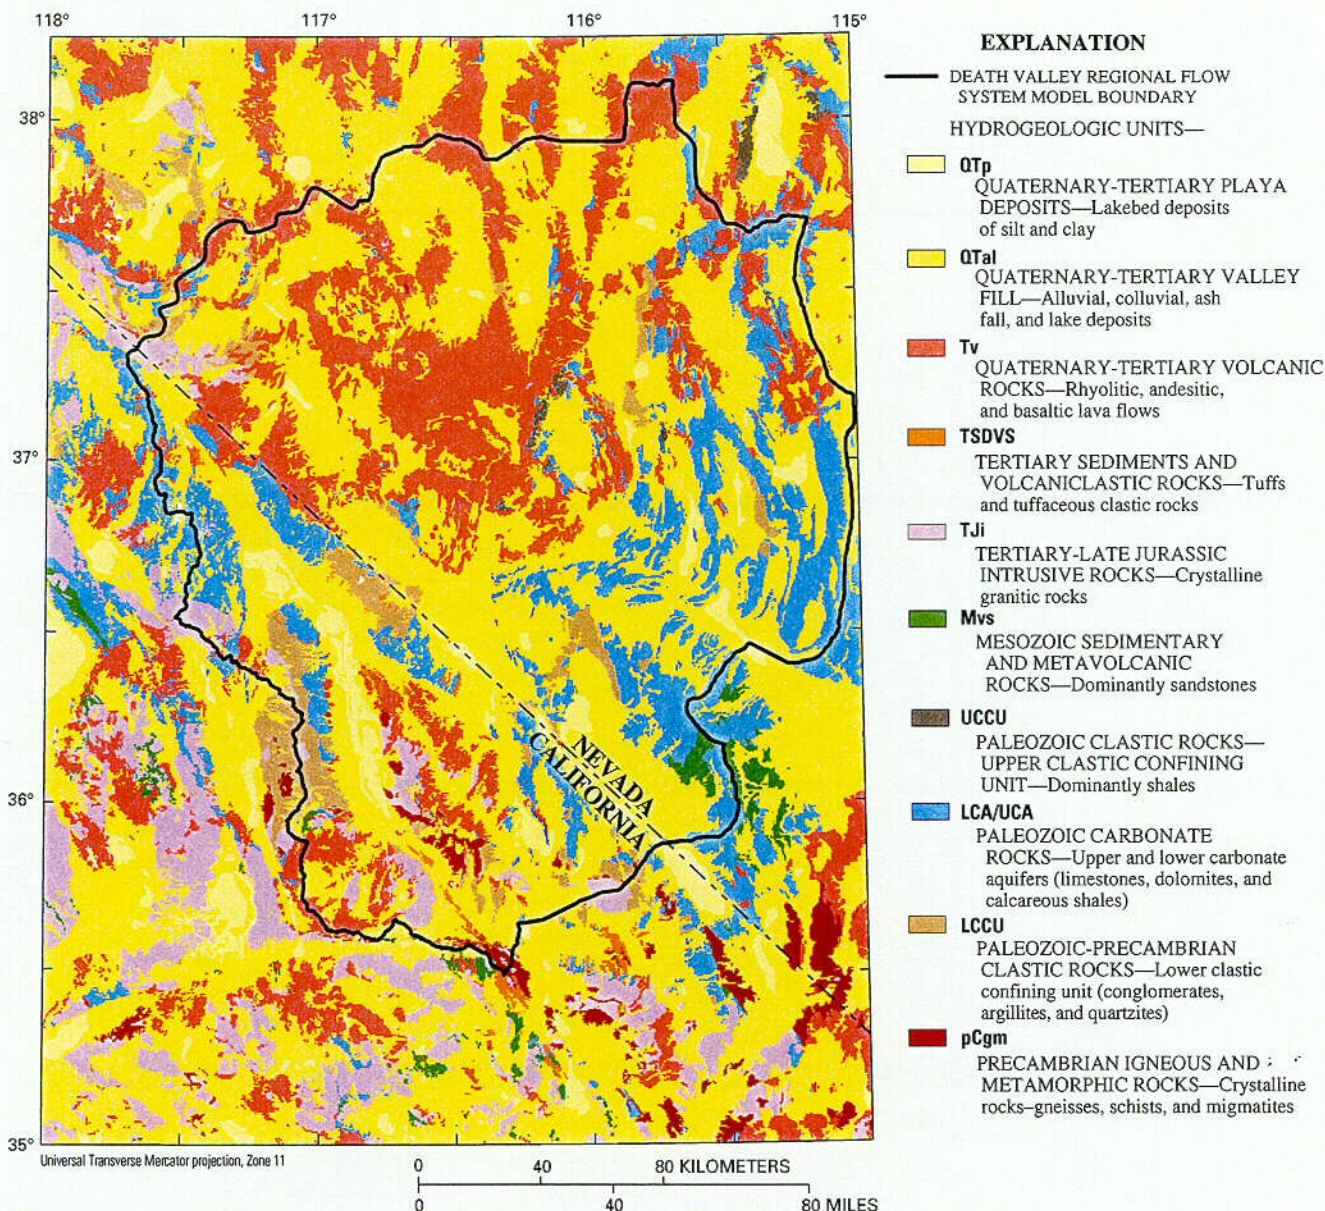 118° 117° 116° 115°
38°
37°
36°
35°
NEVADA
CALIFORNIA
Universal Transverse Mercator projection, Zone 11
0 40 80 KILOMETERS
0 40 80 MILES
EXPLANATION
DEATH VALLEY REGIONAL FLOW
SYSTEM MODEL BOUNDARY
HYDROGEOLOGIC UNITS—
QTp
QUATERNARY-TERTIARY PLAYA
DEPOSITS—Lakebed deposits
of silt and clay
QTal
QUATERNARY-TERTIARY VALLEY
FILL—Alluvial, colluvial, ash
fall, and lake deposits
Tv
QUATERNARY-TERTIARY VOLCANIC
ROCKS—Rhyolitic, andesitic,
and basaltic lava flows
TSDVS
TERTIARY SEDIMENTS AND
VOLCANICLASTIC ROCKS—Tuffs
and tuffaceous clastic rocks
TJi
TERTIARY-LATE JURASSIC
INTRUSIVE ROCKS—Crystalline
granitic rocks
Mvs
MESOZOIC SEDIMENTARY
AND METAVOLCANIC
ROCKS—Dominantly sandstones
UCCU
PALEOZOIC CLASTIC ROCKS—
UPPER CLASTIC CONFINING
UNIT—Dominantly shales
LCA/UCA
PALEOZOIC CARBONATE
ROCKS—Upper and lower carbonate
aquifers (limestones, dolomites, and
calcareous shales)
LCCU
PALEOZOIC-PRECAMBRIAN
CLASTIC ROCKS—Lower clastic
confining unit (conglomerates,
argillites, and quartzites)
pCgm
PRECAMBRIAN IGNEOUS AND
METAMORPHIC ROCKS—Crystalline
rocks–gneisses, schists, and migmatites